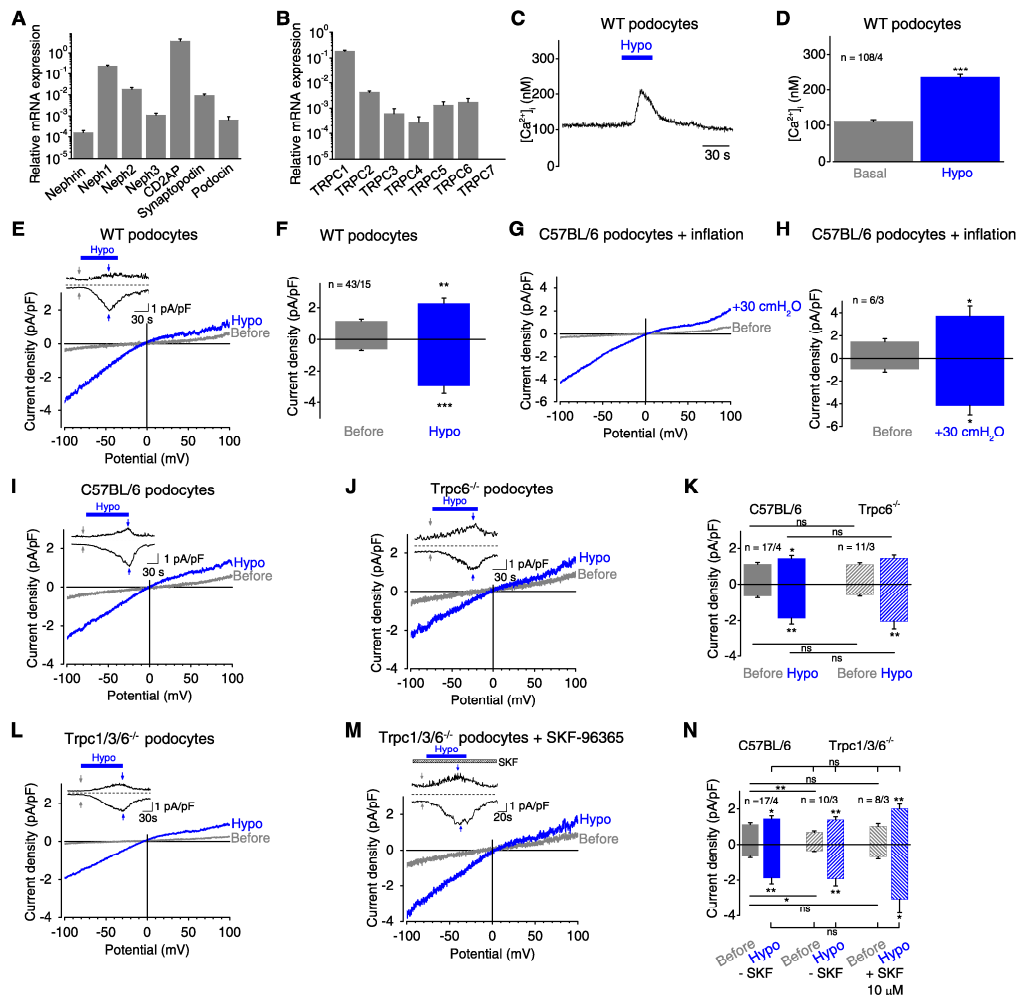 A
Relative mRNA expression
10^0
10^-1
10^-2
10^-3
10^-4
10^-5
Nephrin
Neph1
Neph2
Neph3
CD2AP
Synaptopodin
Podocin
B
Relative mRNA expression
10^0
10^-1
10^-2
10^-3
10^-4
10^-5
TRPC1
TRPC2
TRPC3
TRPC4
TRPC5
TRPC6
TRPC7
C
WT podocytes
Hypo
[Ca2+]i (nM)
300
200
100
0
30 s
D
WT podocytes
n = 108/4
***
[Ca2+]i (nM)
300
200
100
0
Basal
Hypo
E
WT podocytes
Hypo
1 pA/pF
30 s
Hypo
Before
Current density (pA/pF)
2
0
-2
-4
-100 -50 0 50 100
Potential (mV)
F
WT podocytes
n = 43/15
**
***
Current density (pA/pF)
2
0
2
4
Before
Hypo
G
C57BL/6 podocytes + inflation
+30 cmH2O
Before
Current density (pA/pF)
4
2
0
-2
-4
-6
-100 -50 0 50 100
Potential (mV)
H
C57BL/6 podocytes + inflation
n = 6/3
*
*
Current density (pA/pF)
4
2
0
2
4
6
Before
+30 cmH2O
I
C57BL/6 podocytes
Hypo
1 pA/pF
30 s
Hypo
Before
Current density (pA/pF)
2
0
-2
-4
-100 -50 0 50 100
Potential (mV)
J
Trpc6-/- podocytes
Hypo
1 pA/pF
30s
Hypo
Before
Current density (pA/pF)
2
0
-2
-4
-100 -50 0 50 100
Potential (mV)
K
C57BL/6 Trpc6-/-
ns
ns
n = 17/4 n = 11/3
*
** **
ns
ns
Current density (pA/pF)
2
0
2
-4
Before Hypo Before Hypo
L
Trpc1/3/6-/- podocytes
Hypo
1 pA/pF
30s
Hypo
Before
Current density (pA/pF)
2
0
-2
-4
-100 -50 0 50 100
Potential (mV)
M
Trpc1/3/6-/- podocytes + SKF-96365
Hypo
SKF
1 pA/pF
20s
Hypo
Before
Current density (pA/pF)
2
0
-2
-4
-100 -50 0 50 100
Potential (mV)
N
C57BL/6 Trpc1/3/6-/-
ns
ns
**
n =17/4 n = 10/3 n = 8/3
* ** **
** ** *
*
ns
ns
Current density (pA/pF)
2
0
2
-4
Before Hypo Before Hypo Before Hypo
- SKF - SKF + SKF
10 µM